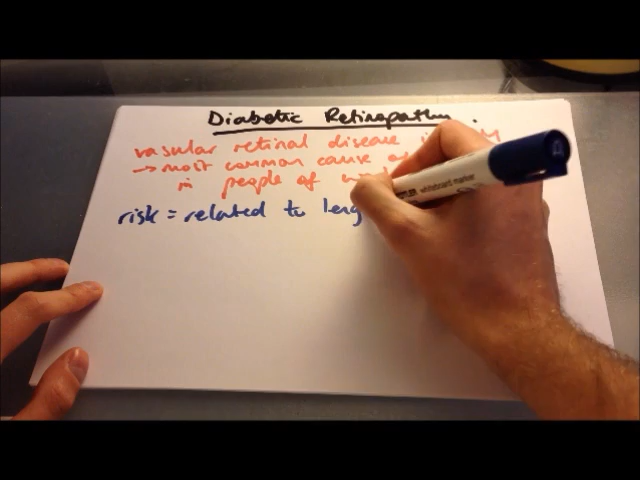 Diabetic Retinopathy
vascular retinal disease
→ most common cause
in people of
risk = related to leng
whiteboard marker